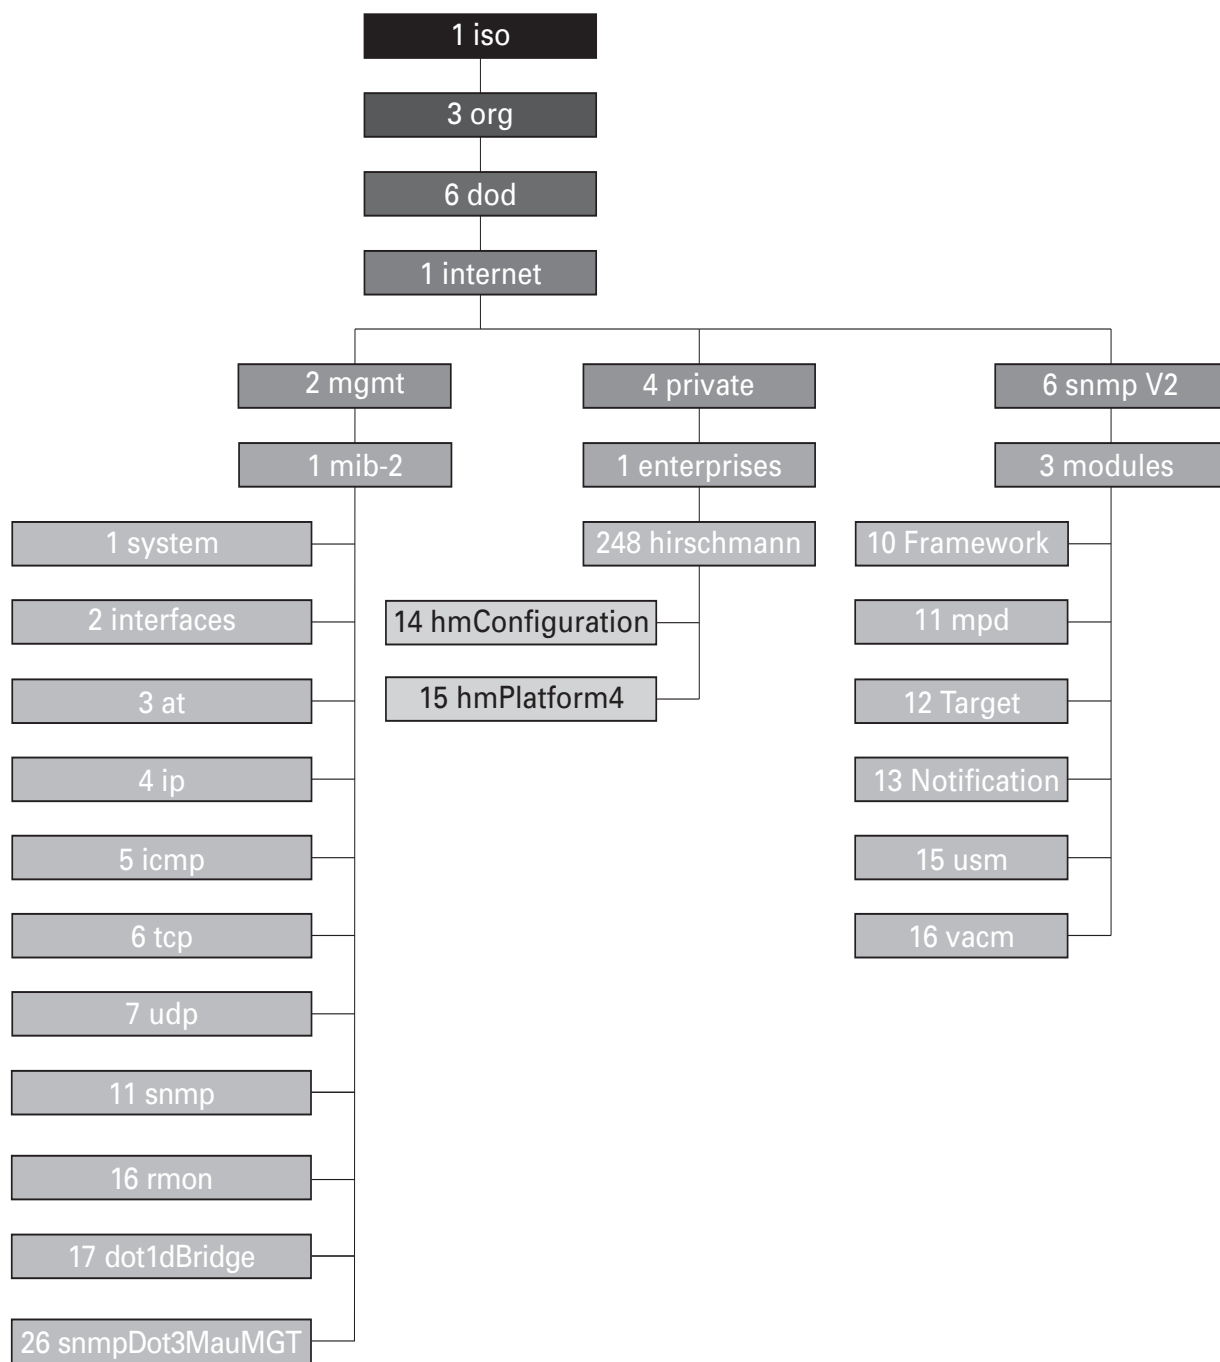 1 iso
3 org
6 dod
1 internet
2 mgmt
4 private
6 snmp V2
1 mib-2
1 enterprises
3 modules
1 system
248 hirschmann
10 Framework
2 interfaces
14 hmConfiguration
11 mpd
3 at
15 hmPlatform4
12 Target
4 ip
13 Notification
5 icmp
15 usm
6 tcp
16 vacm
7 udp
11 snmp
16 rmon
17 dot1dBridge
26 snmpDot3MauMGT